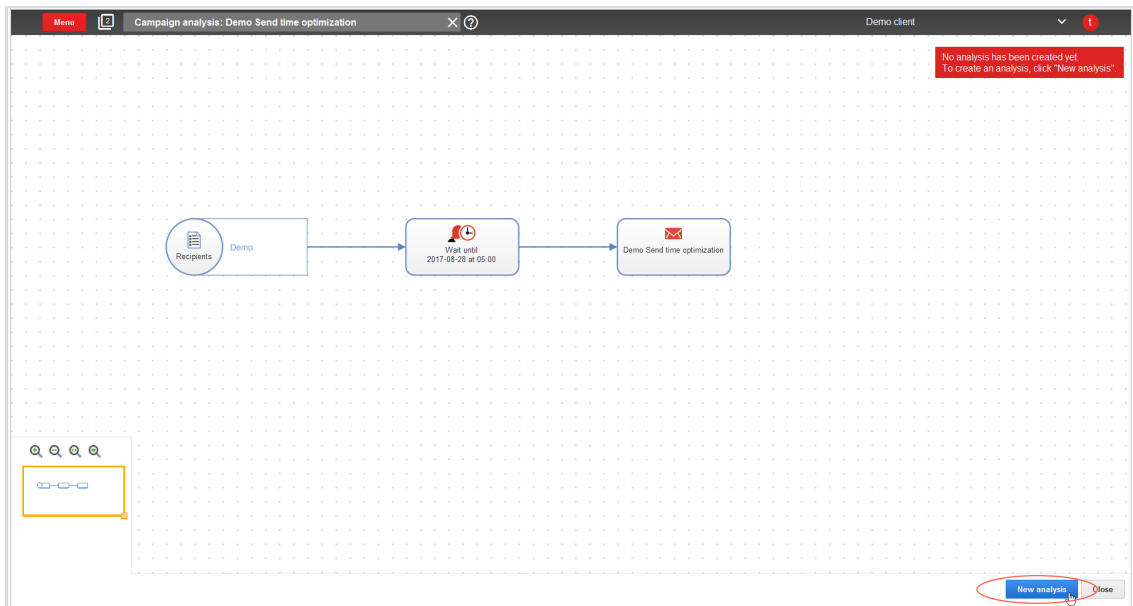 Menu
2
Campaign analysis: Demo Send time optimization
Demo client
t
No analysis has been created yet.
To create an analysis, click "New analysis".
Recipients
Demo
Wait until
2017-08-28 at 05:00
Demo Send time optimization
New analysis
Close